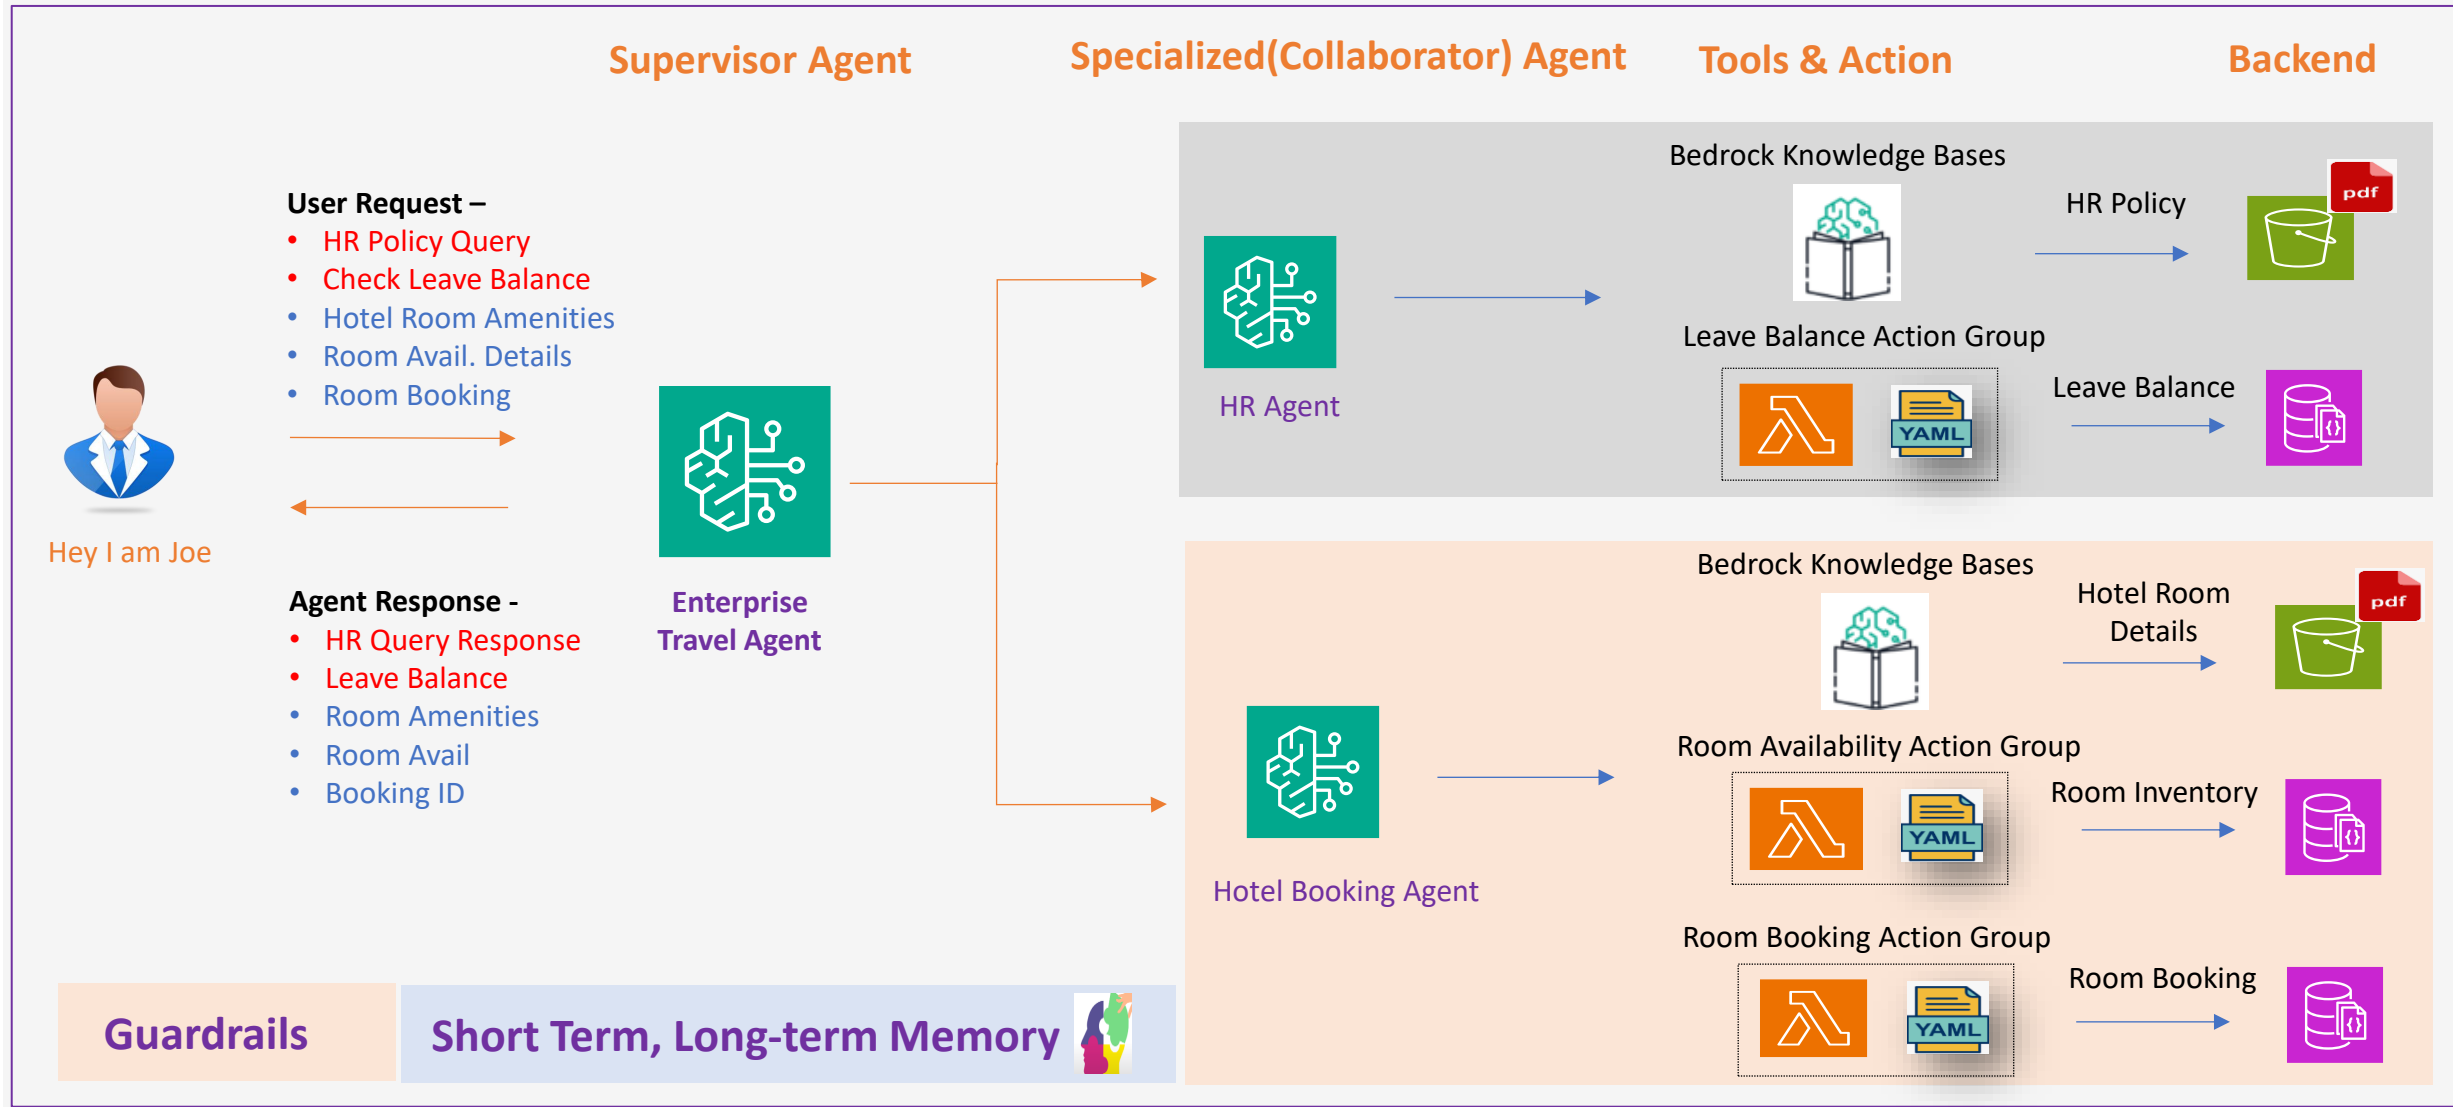 Supervisor Agent
Specialized(Collaborator) Agent
Tools & Action
Backend
User Request –
• HR Policy Query
• Check Leave Balance
• Hotel Room Amenities
• Room Avail. Details
• Room Booking
Hey I am Joe
Agent Response -
• HR Query Response
• Leave Balance
• Room Amenities
• Room Avail
• Booking ID
Enterprise
Travel Agent
HR Agent
Bedrock Knowledge Bases
HR Policy
pdf
Leave Balance Action Group
YAML
Leave Balance
Hotel Booking Agent
Bedrock Knowledge Bases
Hotel Room
Details
pdf
Room Availability Action Group
YAML
Room Inventory
Room Booking Action Group
YAML
Room Booking
Guardrails
Short Term, Long-term Memory